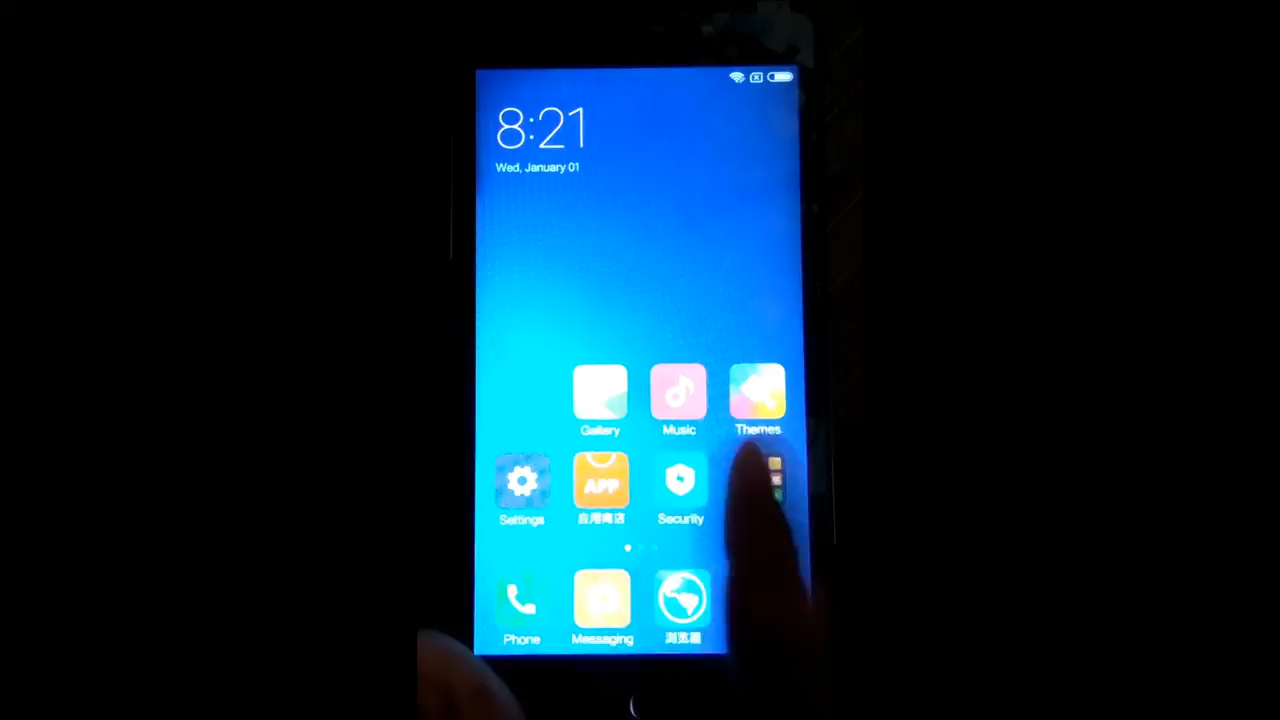 8:21
Wed, January 01
Gallery
Music
Themes
Settings
APP
应用商店
Security
Phone
Messaging
浏览器